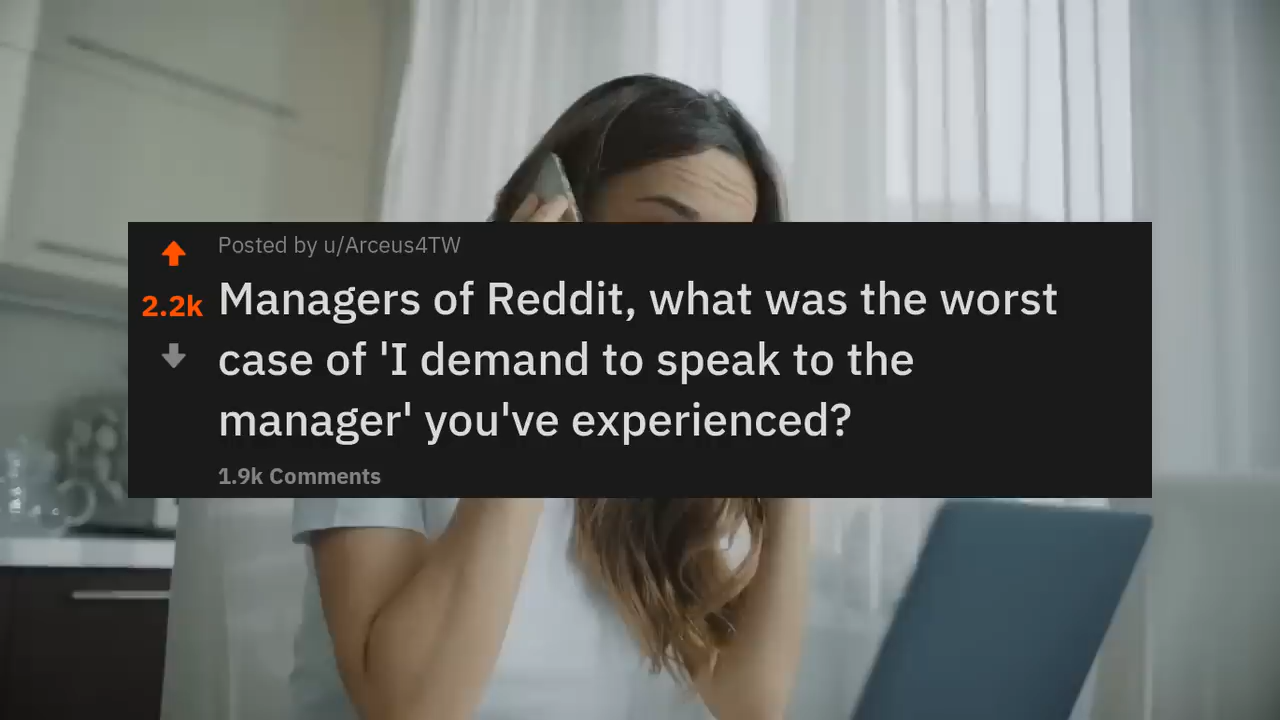 Posted by u/Arceus4TW
2.2k
Managers of Reddit, what was the worst
case of 'I demand to speak to the
manager' you've experienced?
1.9k Comments